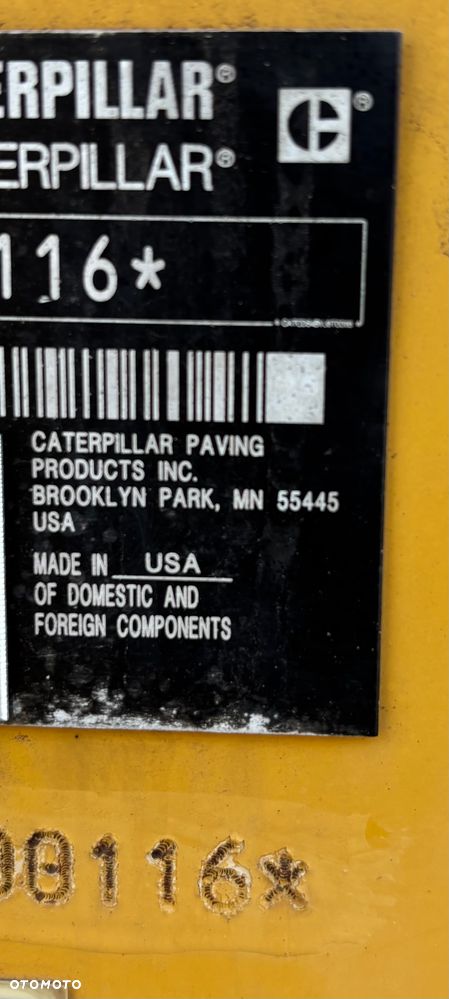 ERPILLAR®
ERPILLAR®
116*
CATERPILLAR PAVING
PRODUCTS INC.
BROOKLYN PARK, MN 55445
USA
MADE IN USA
OF DOMESTIC AND
FOREIGN COMPONENTS
00116*
OTOMOTO